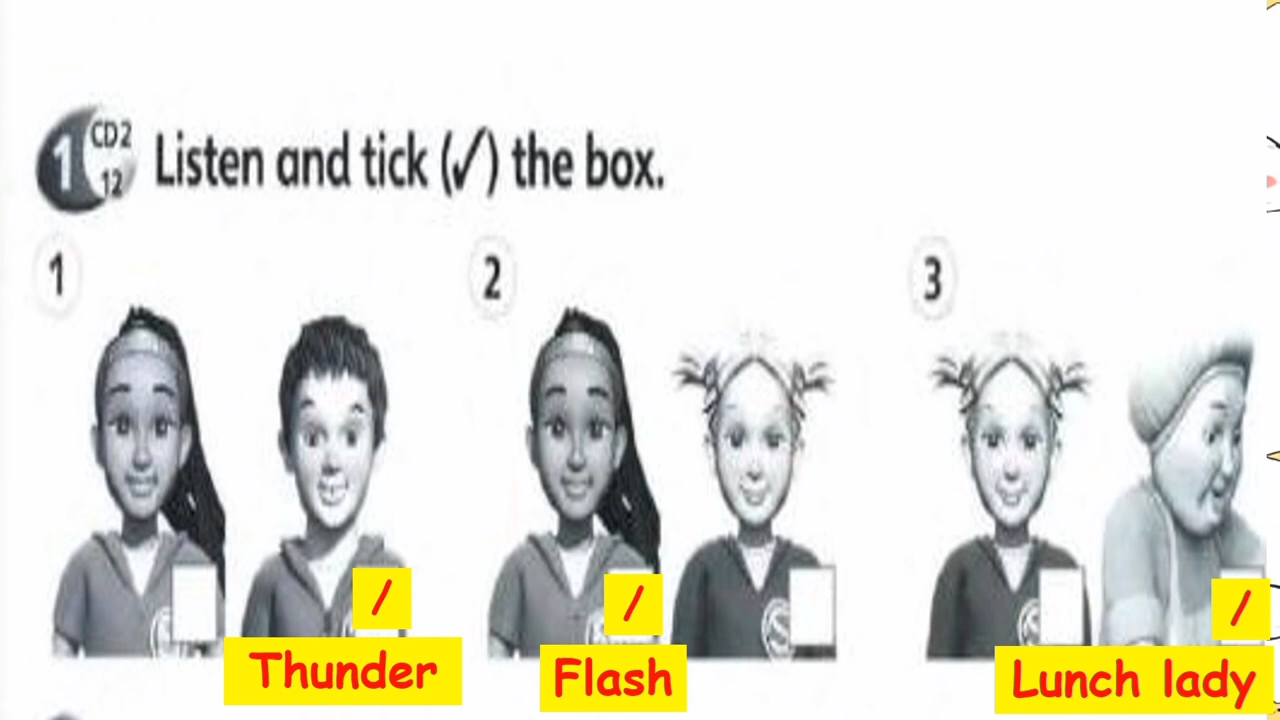 1 CD2 12 Listen and tick (✓) the box.
1 2 3
/ / /
Thunder Flash Lunch lady